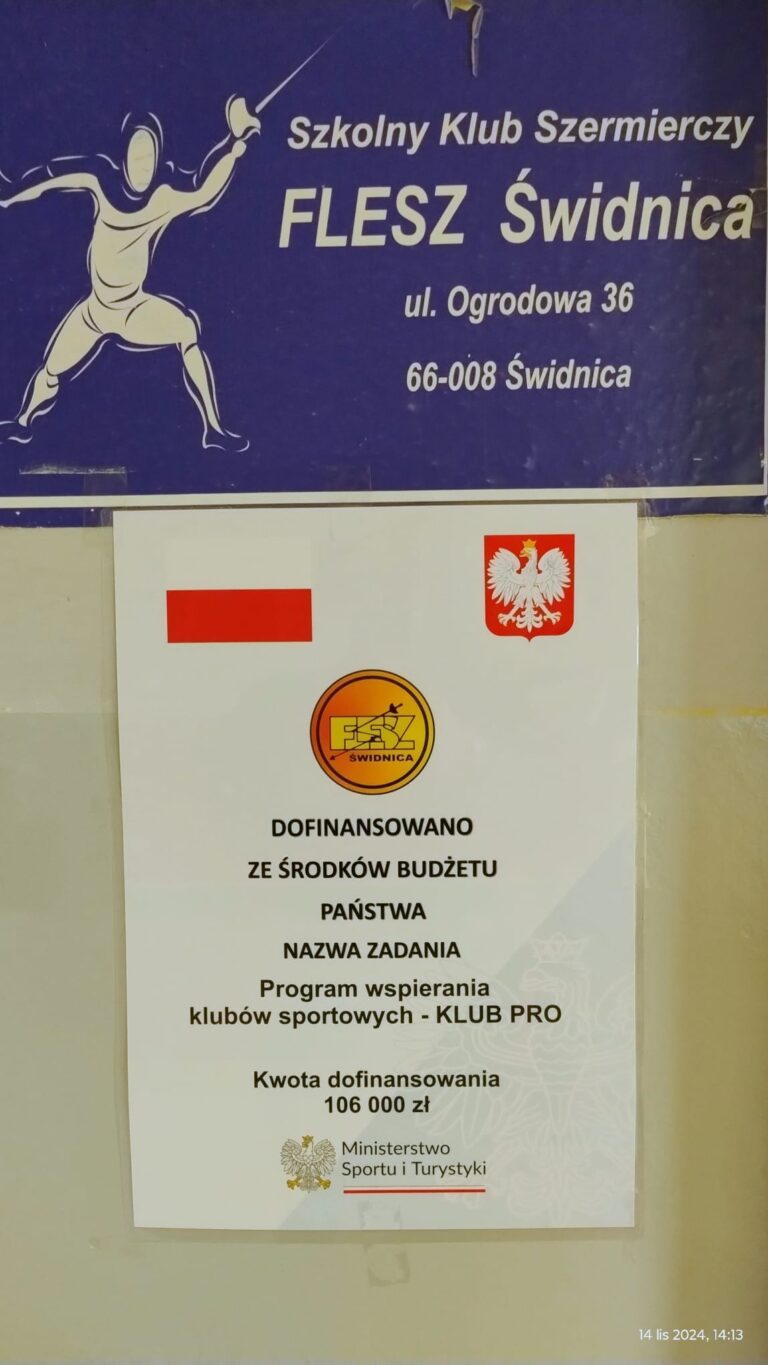 Szkolny Klub Szermierczy
FLESZ Świdnica
ul. Ogrodowa 36
66-008 Świdnica
FLESZ
ŚWIDNICA
DOFINANSOWANO
ZE ŚRODKÓW BUDŻETU
PAŃSTWA
NAZWA ZADANIA
Program wspierania
klubów sportowych - KLUB PRO
Kwota dofinansowania
106 000 zł
Ministerstwo
Sportu i Turystyki
14 lis 2024, 14:13